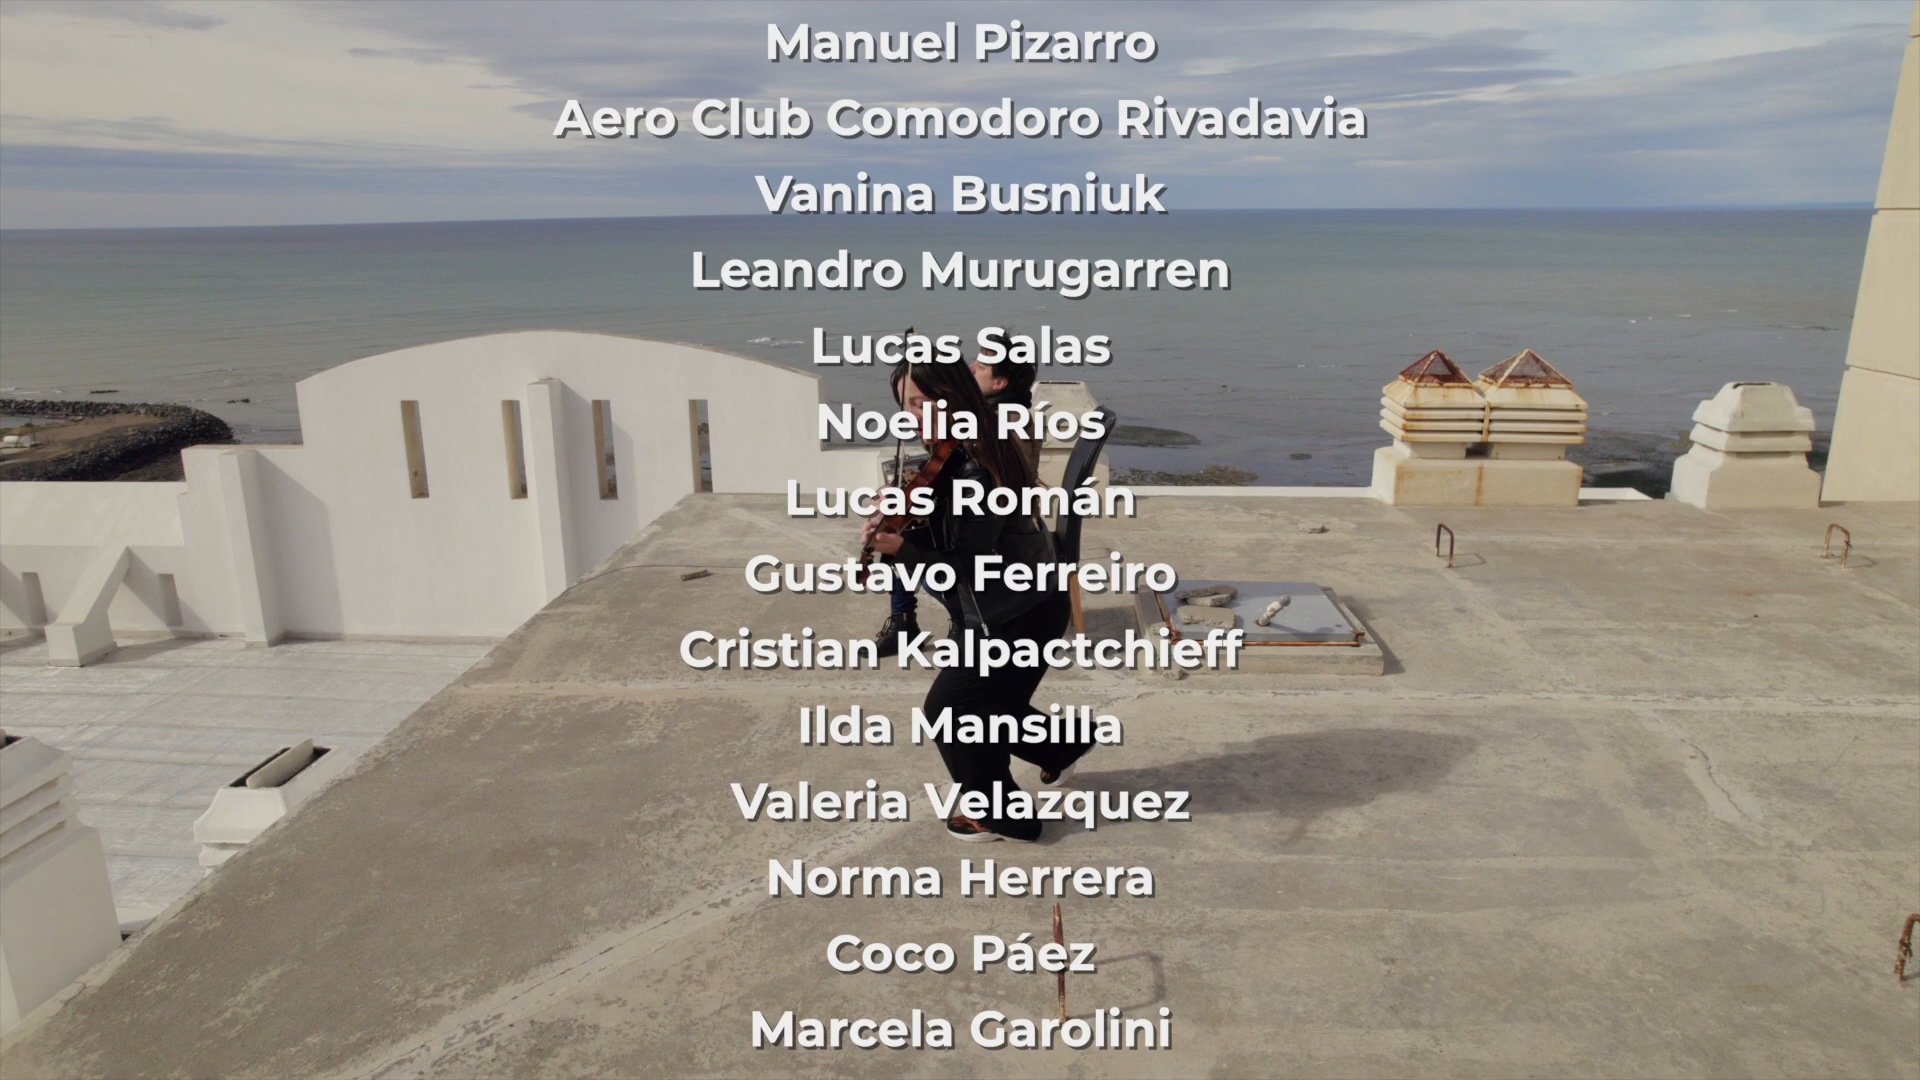 Manuel Pizarro
Aero Club Comodoro Rivadavia
Vanina Busniuk
Leandro Murugarren
Lucas Salas
Noelia Ríos
Lucas Román
Gustavo Ferreiro
Cristian Kalpactchieff
Ilda Mansilla
Valeria Velazquez
Norma Herrera
Coco Páez
Marcela Garolini